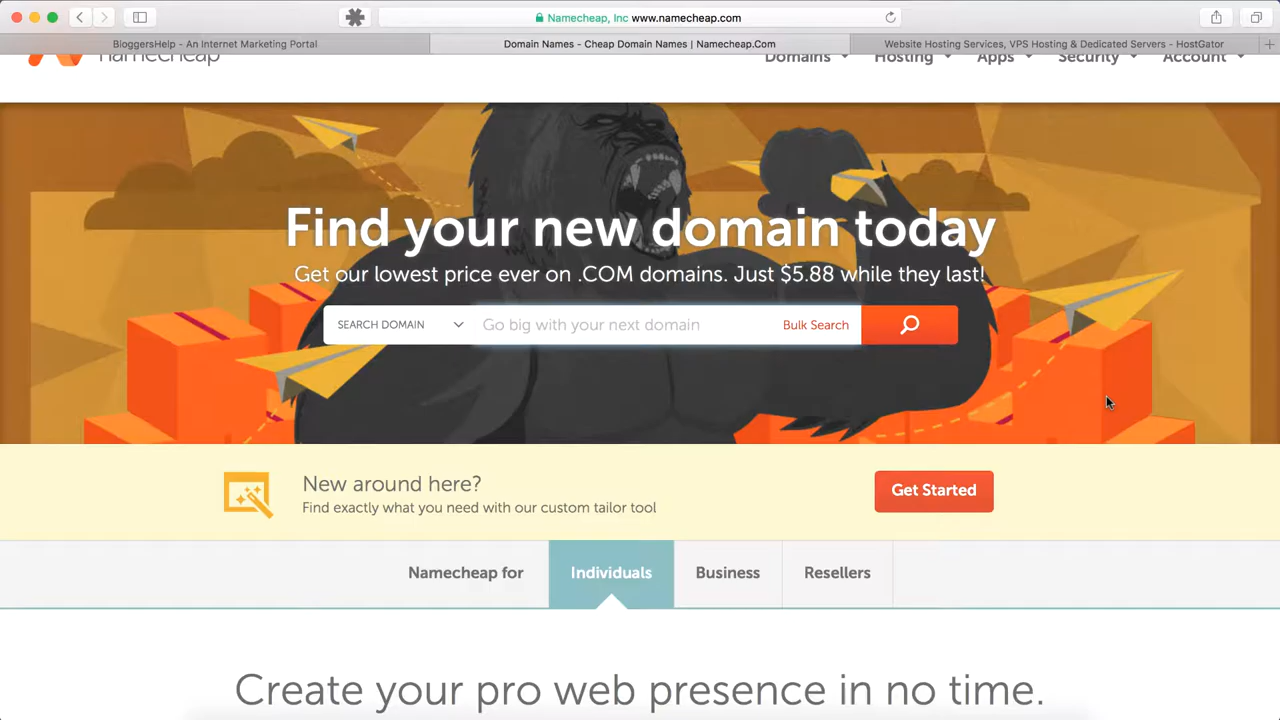 Namecheap, Inc www.namecheap.com
BloggersHelp - An Internet Marketing Portal
Domain Names - Cheap Domain Names | Namecheap.Com
Website Hosting Services, VPS Hosting & Dedicated Servers - HostGator
namecheap
Domains
Hosting
Apps
Security
Account
Find your new domain today
Get our lowest price ever on .COM domains. Just $5.88 while they last!
SEARCH DOMAIN
Go big with your next domain
Bulk Search
New around here?
Find exactly what you need with our custom tailor tool
Get Started
Namecheap for
Individuals
Business
Resellers
Create your pro web presence in no time.